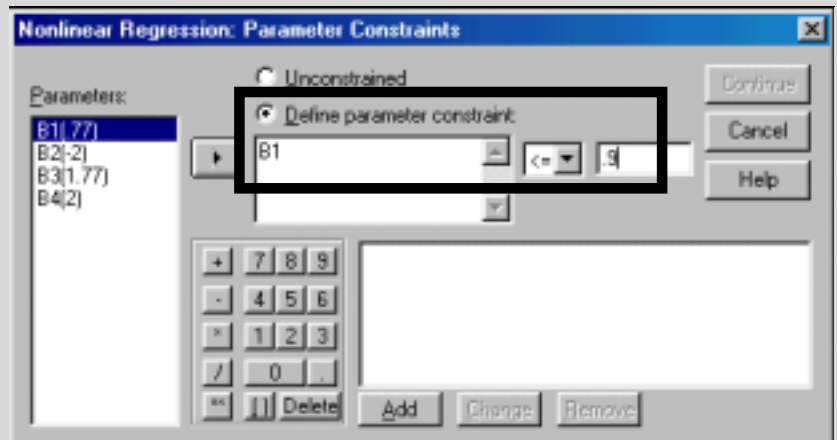 Nonlinear Regression: Parameter Constraints
Parameters:
B1(.77)
B2(-2)
B3(1.77)
B4(2)
Unconstrained
Define parameter constraint:
B1
<=
.9
Continue
Cancel
Help
+ 7 8 9
- 4 5 6
* 1 2 3
/ 0 .
** () Delete
Add Change Remove